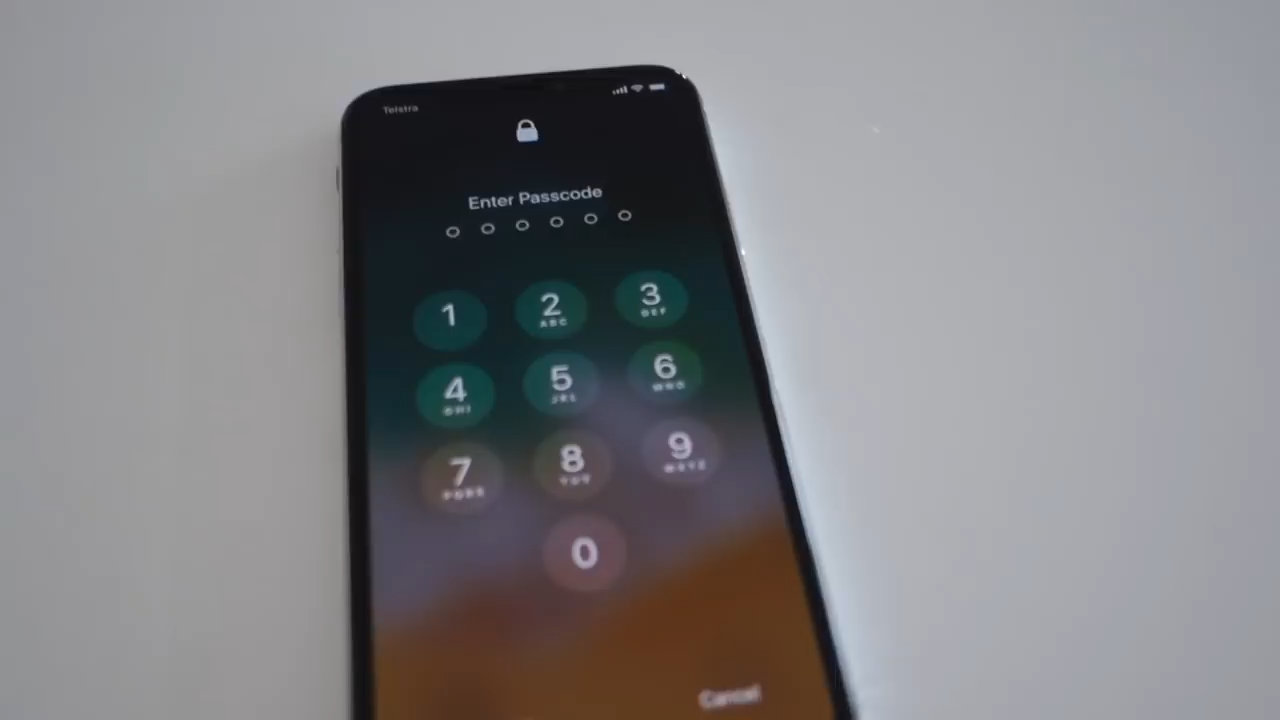 Telstra
Enter Passcode
1 2 3
ABC DEF
4 5 6
GHI JKL MNO
7 8 9
PQRS TUV WXYZ
0
Cancel